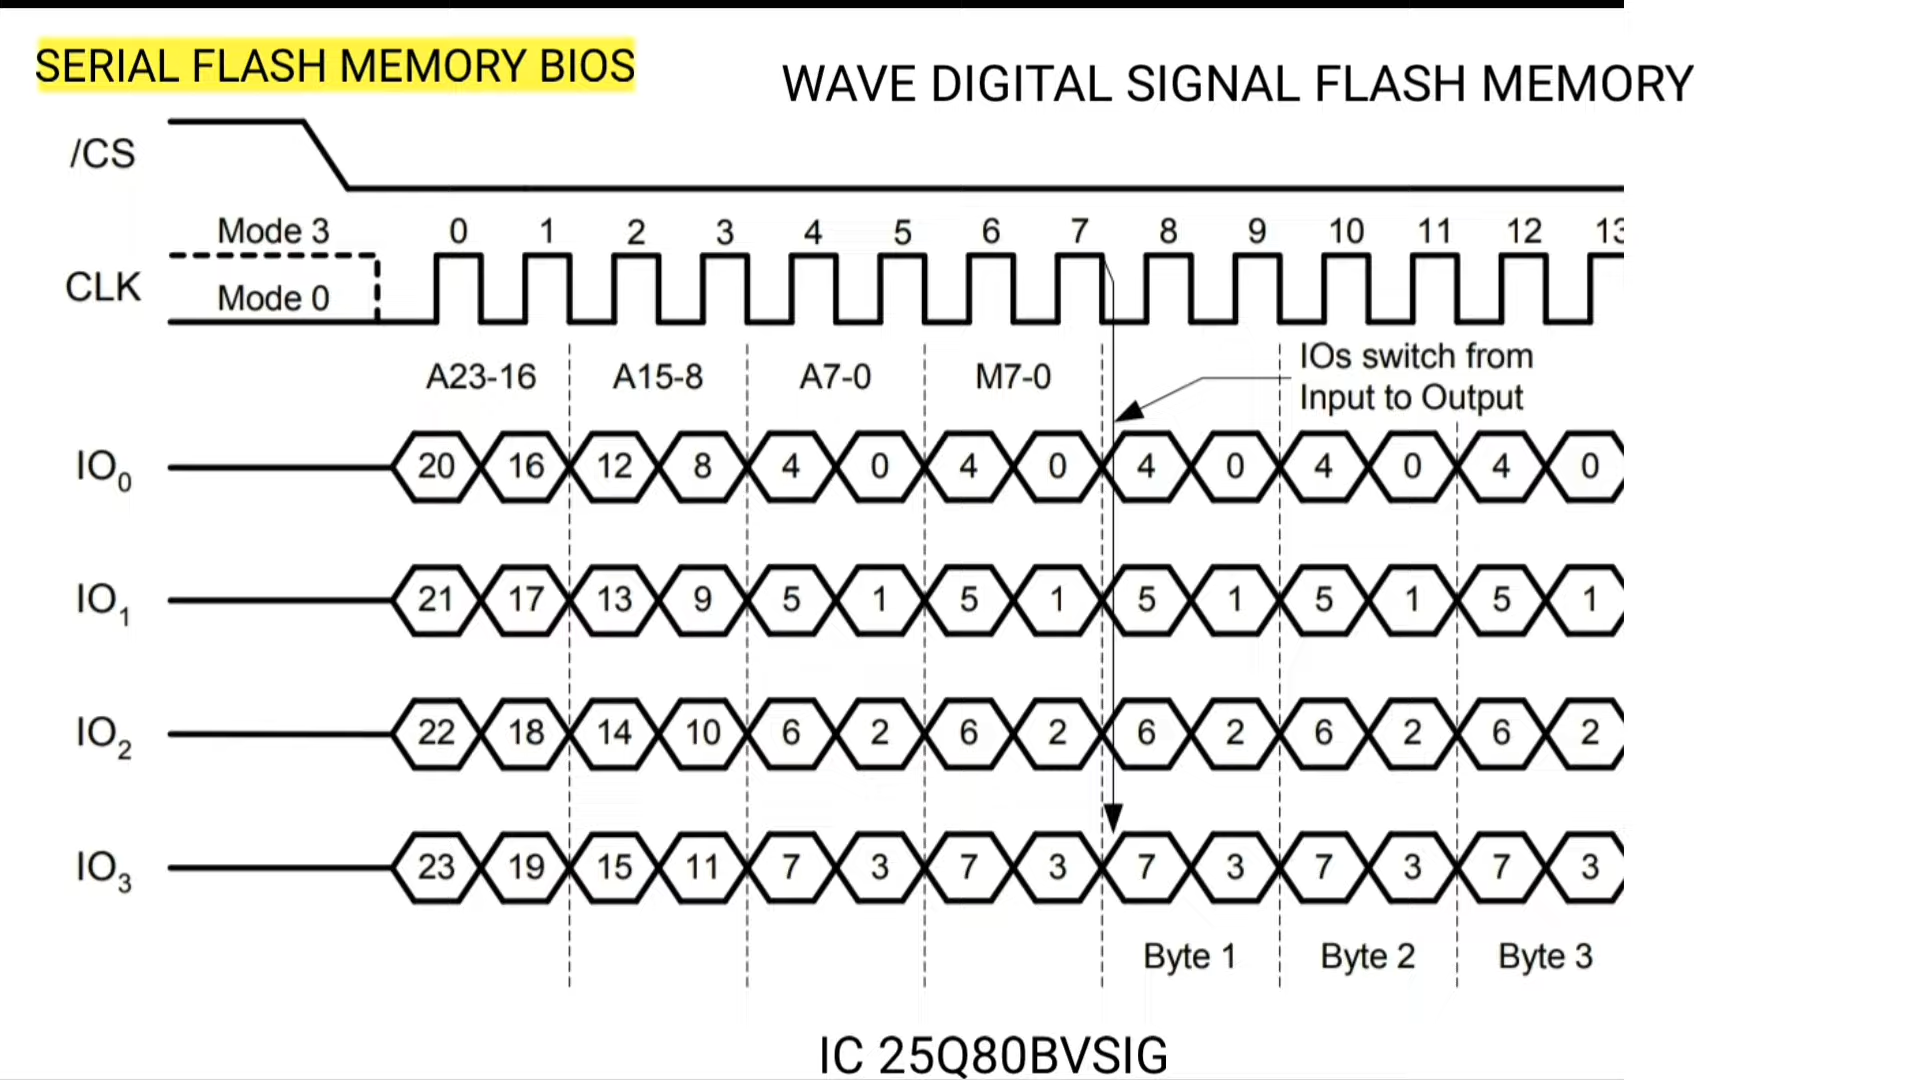 SERIAL FLASH MEMORY BIOS
WAVE DIGITAL SIGNAL FLASH MEMORY
/CS
Mode 3 0 1 2 3 4 5 6 7 8 9 10 11 12 13
CLK
Mode 0
IOs switch from
Input to Output
A23-16 A15-8 A7-0 M7-0
IO0 20 16 12 8 4 0 4 0 4 0 4 0 4 0
IO1 21 17 13 9 5 1 5 1 5 1 5 1 5 1
IO2 22 18 14 10 6 2 6 2 6 2 6 2 6 2
IO3 23 19 15 11 7 3 7 3 7 3 7 3 7 3
Byte 1 Byte 2 Byte 3
IC 25Q80BVSIG